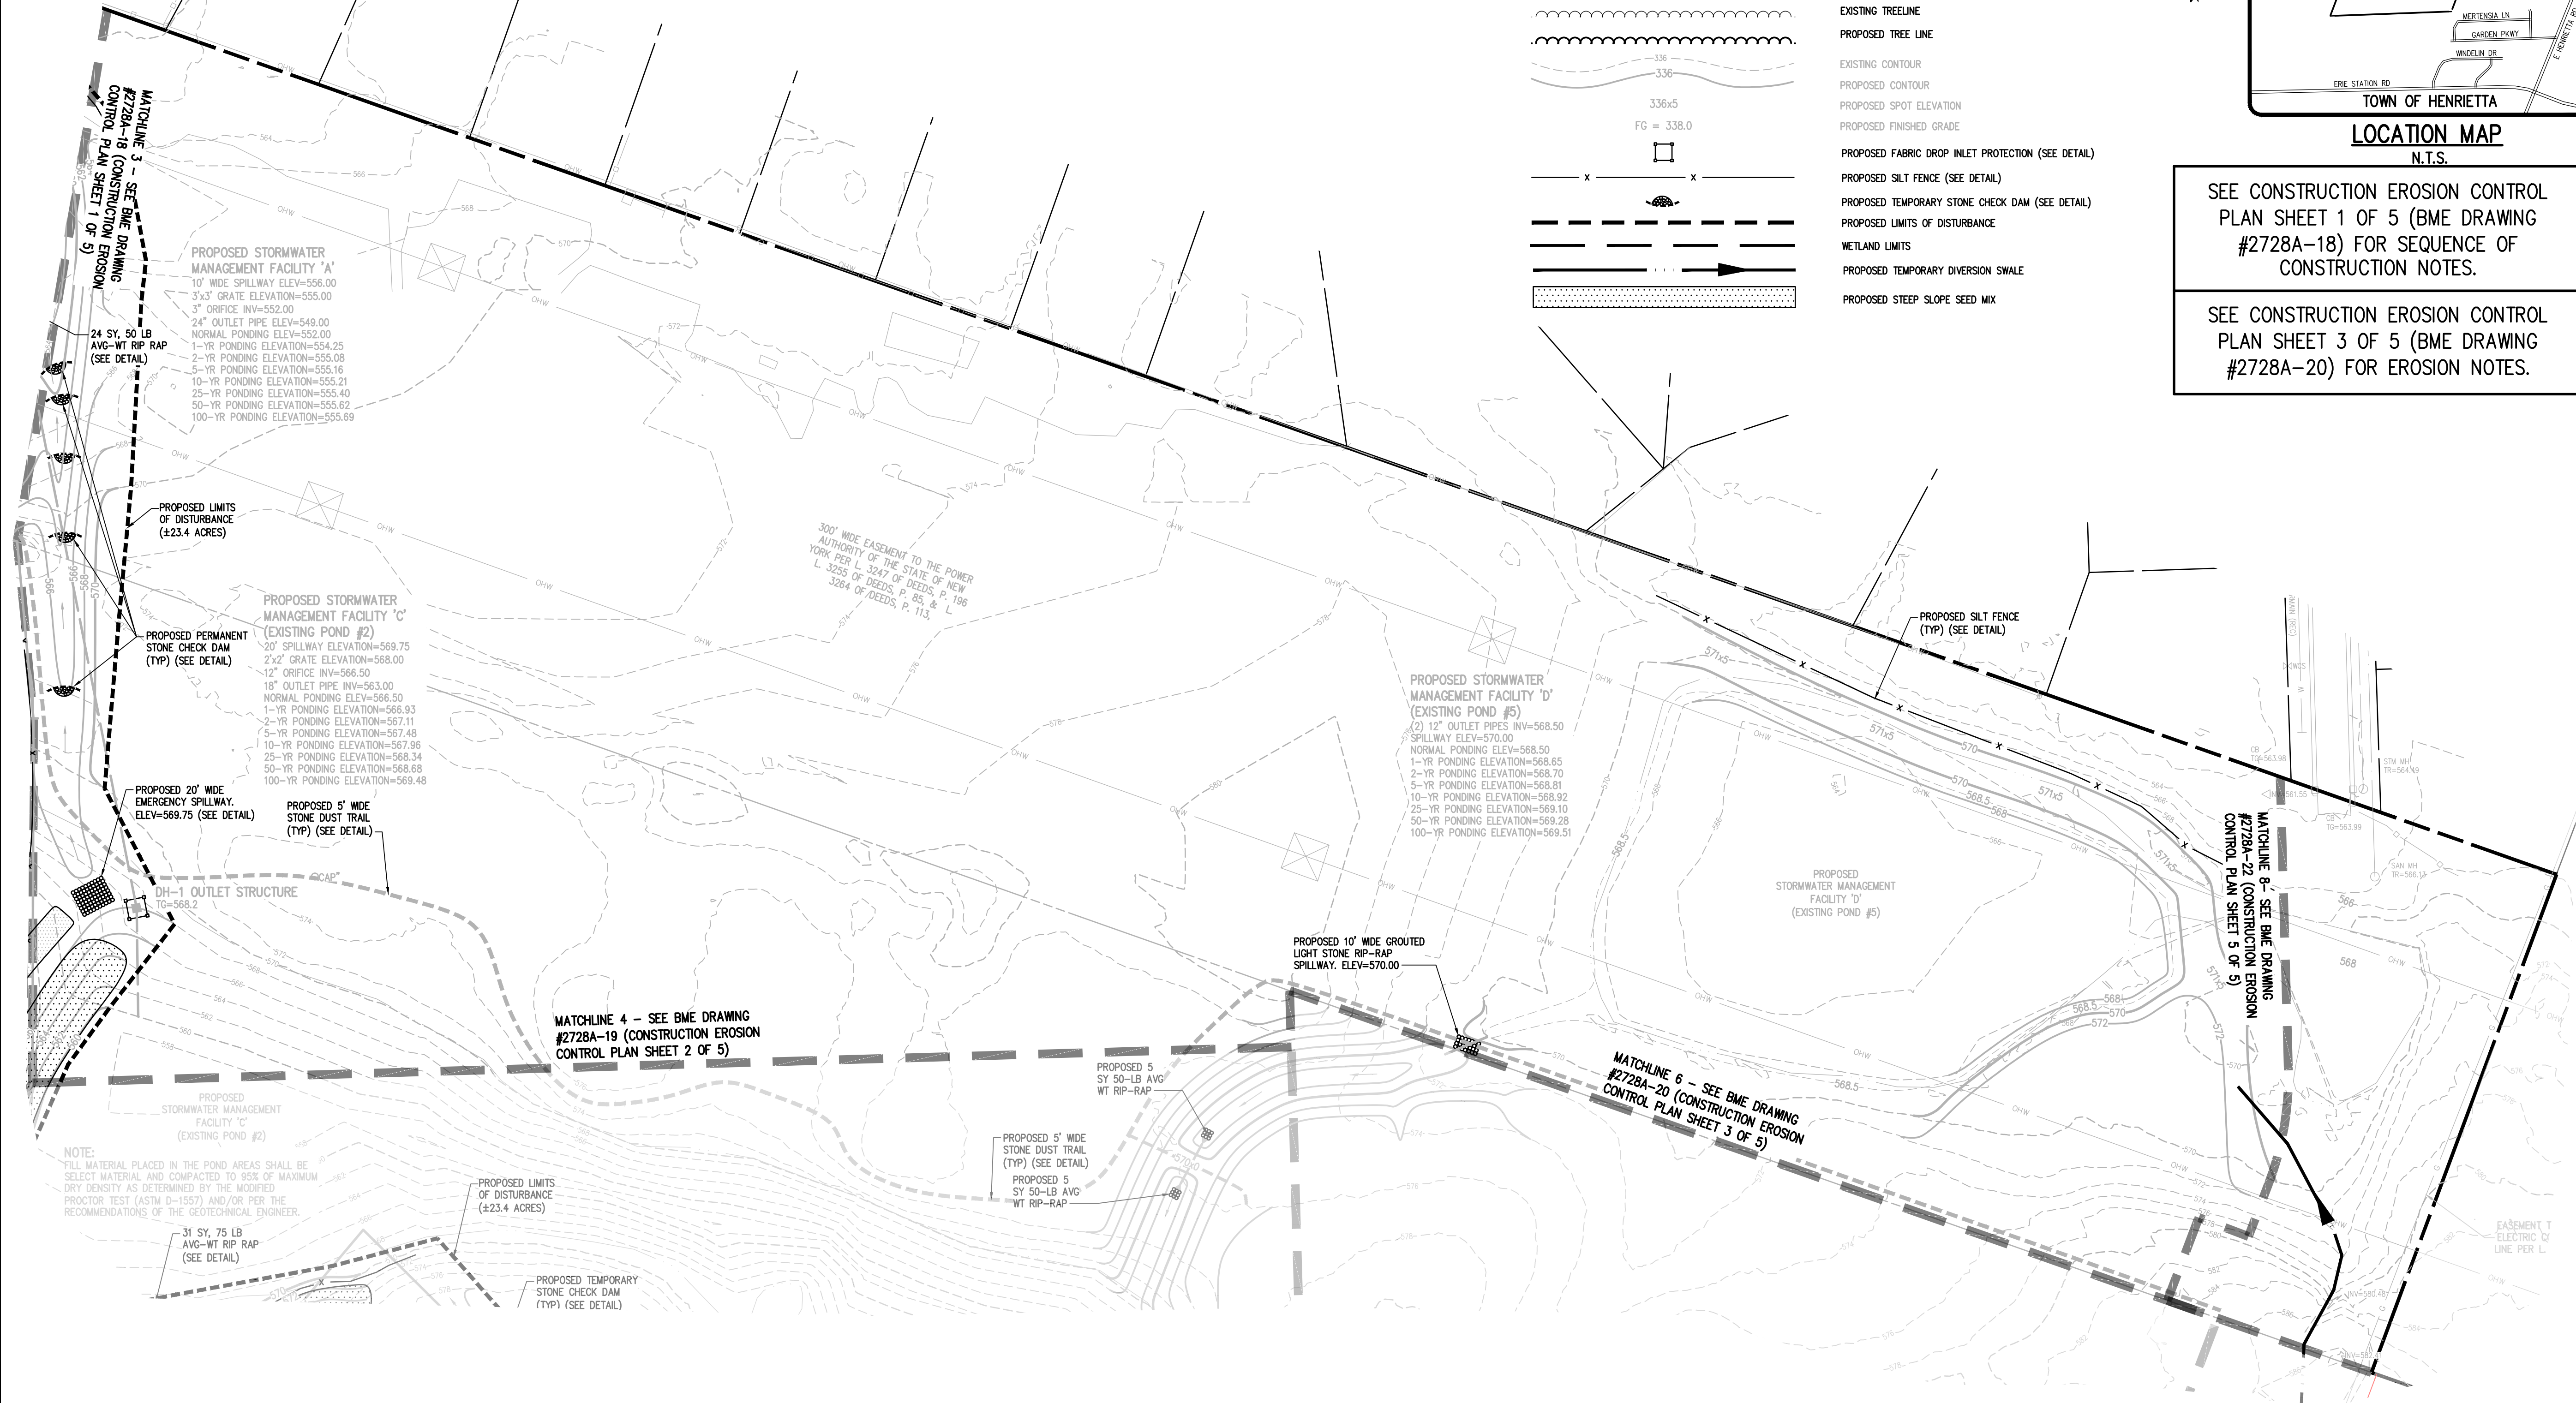 EXISTING TREELINE
PROPOSED TREE LINE
336
EXISTING CONTOUR
336
PROPOSED CONTOUR
336x5
PROPOSED SPOT ELEVATION
FG = 338.0
PROPOSED FINISHED GRADE
PROPOSED FABRIC DROP INLET PROTECTION (SEE DETAIL)
x x
PROPOSED SILT FENCE (SEE DETAIL)
PROPOSED TEMPORARY STONE CHECK DAM (SEE DETAIL)
PROPOSED LIMITS OF DISTURBANCE
WETLAND LIMITS
PROPOSED TEMPORARY DIVERSION SWALE
PROPOSED STEEP SLOPE SEED MIX
MERTENSIA LN
GARDEN PKWY
WINDELIN DR
E HENRIETTA RD
ERIE STATION RD
TOWN OF HENRIETTA
LOCATION MAP
N.T.S.
SEE CONSTRUCTION EROSION CONTROL
PLAN SHEET 1 OF 5 (BME DRAWING
#2728A-18) FOR SEQUENCE OF
CONSTRUCTION NOTES.
SEE CONSTRUCTION EROSION CONTROL
PLAN SHEET 3 OF 5 (BME DRAWING
#2728A-20) FOR EROSION NOTES.
MATCHLINE 3 - SEE BME DRAWING
#2728A-18 (CONSTRUCTION EROSION
CONTROL PLAN SHEET 1 OF 5)
PROPOSED STORMWATER
MANAGEMENT FACILITY 'A'
10' WIDE SPILLWAY ELEV=556.00
3'x3' GRATE ELEVATION=555.00
3" ORIFICE INV=552.00
24" OUTLET PIPE ELEV=549.00
NORMAL PONDING ELEV=552.00
1-YR PONDING ELEVATION=554.25
2-YR PONDING ELEVATION=555.08
5-YR PONDING ELEVATION=555.16
10-YR PONDING ELEVATION=555.21
25-YR PONDING ELEVATION=555.40
50-YR PONDING ELEVATION=555.62
100-YR PONDING ELEVATION=555.69
24 SY, 50 LB
AVG-WT RIP RAP
(SEE DETAIL)
PROPOSED LIMITS
OF DISTURBANCE
(±23.4 ACRES)
300' WIDE EASEMENT TO THE POWER
AUTHORITY OF THE STATE OF NEW
YORK PER L. 3247 OF DEEDS, P. 196
L. 3255 OF DEEDS, P. 85, & L.
3264 OF DEEDS, P. 113,
PROPOSED STORMWATER
MANAGEMENT FACILITY 'C'
(EXISTING POND #2)
20' SPILLWAY ELEVATION=569.75
2'x2' GRATE ELEVATION=568.00
12" ORIFICE INV=566.50
18" OUTLET PIPE INV=563.00
NORMAL PONDING ELEV=566.50
1-YR PONDING ELEVATION=566.93
2-YR PONDING ELEVATION=567.11
5-YR PONDING ELEVATION=567.48
10-YR PONDING ELEVATION=567.96
25-YR PONDING ELEVATION=568.34
50-YR PONDING ELEVATION=568.68
100-YR PONDING ELEVATION=569.48
PROPOSED PERMANENT
STONE CHECK DAM
(TYP) (SEE DETAIL)
PROPOSED 20' WIDE
EMERGENCY SPILLWAY.
ELEV=569.75 (SEE DETAIL)
PROPOSED 5' WIDE
STONE DUST TRAIL
(TYP) (SEE DETAIL)
DH-1 OUTLET STRUCTURE
TG=568.2
PROPOSED STORMWATER
MANAGEMENT FACILITY 'D'
(EXISTING POND #5)
(2) 12" OUTLET PIPES INV=568.50
SPILLWAY ELEV=570.00
NORMAL PONDING ELEV=568.50
1-YR PONDING ELEVATION=568.65
2-YR PONDING ELEVATION=568.70
5-YR PONDING ELEVATION=568.81
10-YR PONDING ELEVATION=568.92
25-YR PONDING ELEVATION=569.10
50-YR PONDING ELEVATION=569.28
100-YR PONDING ELEVATION=569.51
PROPOSED SILT FENCE
(TYP) (SEE DETAIL)
PROPOSED
STORMWATER MANAGEMENT
FACILITY 'D'
(EXISTING POND #5)
CB
TG=563.98
STM MH
TR=564.49
INV=561.55
CB
TG=563.99
SAN MH
MATCHLINE 8- SEE BME DRAWING
#2728A-22 (CONSTRUCTION EROSION
CONTROL PLAN SHEET 5 OF 5)
PROPOSED 10' WIDE GROUTED
LIGHT STONE RIP-RAP
SPILLWAY. ELEV=570.00
MATCHLINE 4 - SEE BME DRAWING
#2728A-19 (CONSTRUCTION EROSION
CONTROL PLAN SHEET 2 OF 5)
MATCHLINE 6 - SEE BME DRAWING
#2728A-20 (CONSTRUCTION EROSION
CONTROL PLAN SHEET 3 OF 5)
PROPOSED 5
SY 50-LB AVG
WT RIP-RAP
PROPOSED
STORMWATER MANAGEMENT
FACILITY 'C'
(EXISTING POND #2)
NOTE:
FILL MATERIAL PLACED IN THE POND AREAS SHALL BE
SELECT MATERIAL AND COMPACTED TO 95% OF MAXIMUM
DRY DENSITY AS DETERMINED BY THE MODIFIED
PROCTOR TEST (ASTM D-1557) AND/OR PER THE
RECOMMENDATIONS OF THE GEOTECHNICAL ENGINEER.
PROPOSED 5' WIDE
STONE DUST TRAIL
(TYP) (SEE DETAIL)
PROPOSED 5
SY 50-LB AVG
WT RIP-RAP
PROPOSED LIMITS
OF DISTURBANCE
(±23.4 ACRES)
31 SY, 75 LB
AVG-WT RIP RAP
(SEE DETAIL)
PROPOSED TEMPORARY
STONE CHECK DAM
(TYP) (SEE DETAIL)
EASEMENT T
ELECTRIC
LINE PER L.